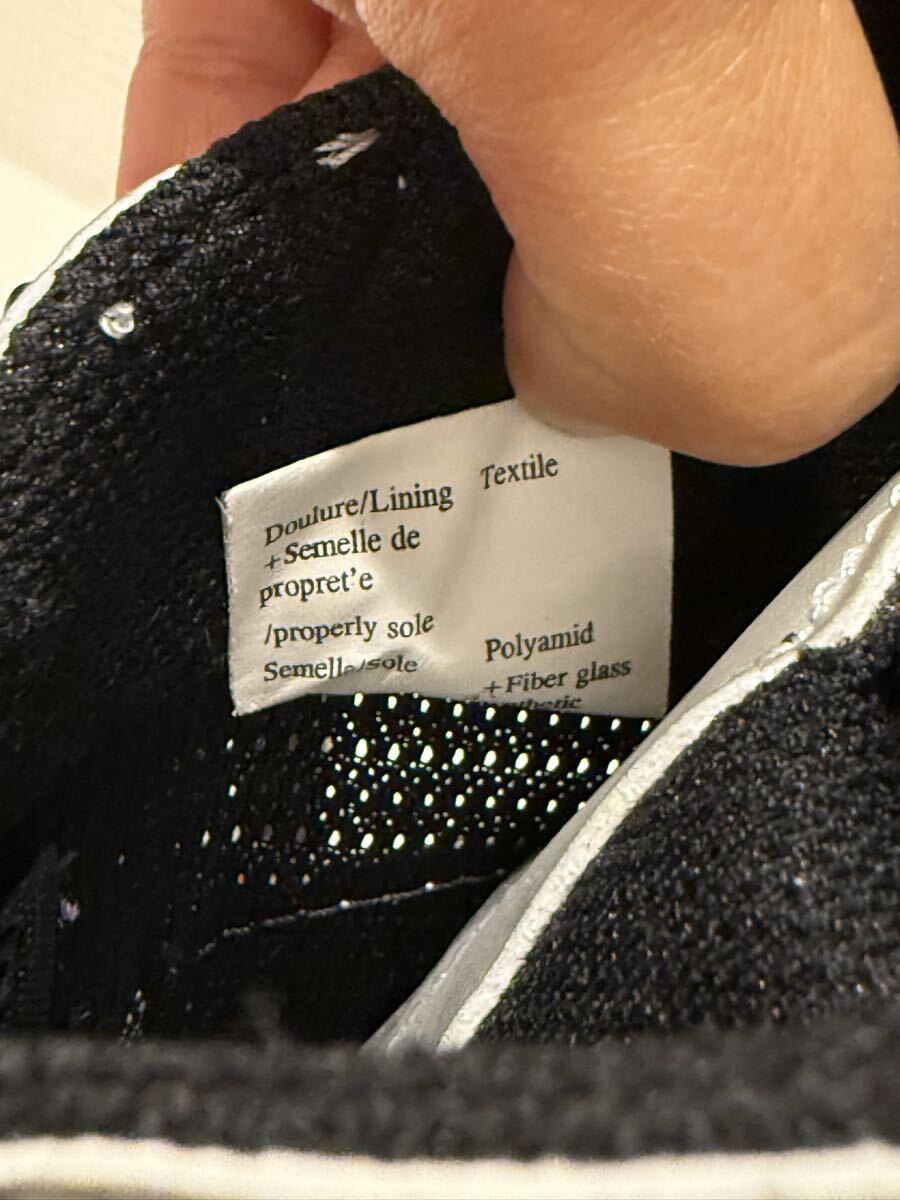 Doulure/Lining Textile
+Semelle de
propret'e
/properly sole
Semelle/sole Polyamid
+Fiber glass